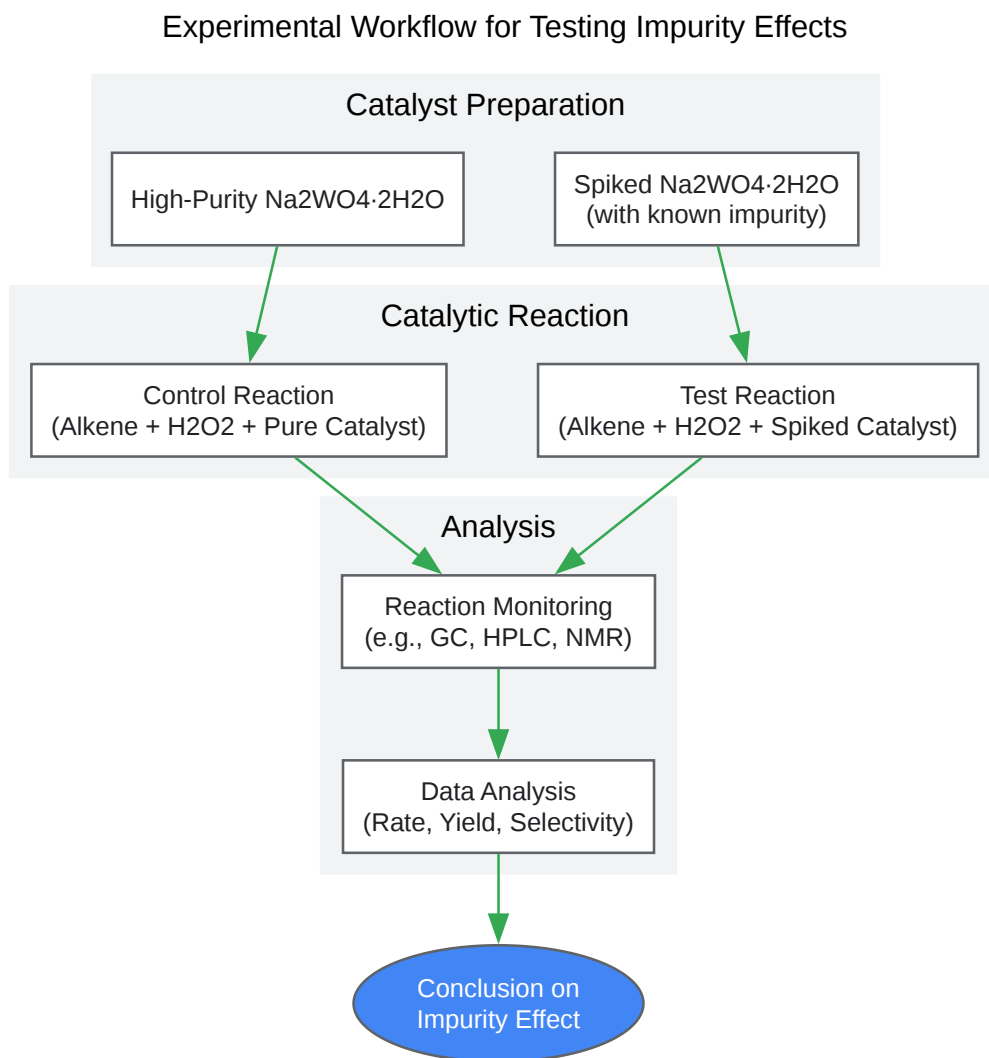 Experimental Workflow for Testing Impurity Effects
Catalyst Preparation
High-Purity Na2WO4·2H2O
Spiked Na2WO4·2H2O
(with known impurity)
Catalytic Reaction
Control Reaction
(Alkene + H2O2 + Pure Catalyst)
Test Reaction
(Alkene + H2O2 + Spiked Catalyst)
Analysis
Reaction Monitoring
(e.g., GC, HPLC, NMR)
Data Analysis
(Rate, Yield, Selectivity)
Conclusion on
Impurity Effect